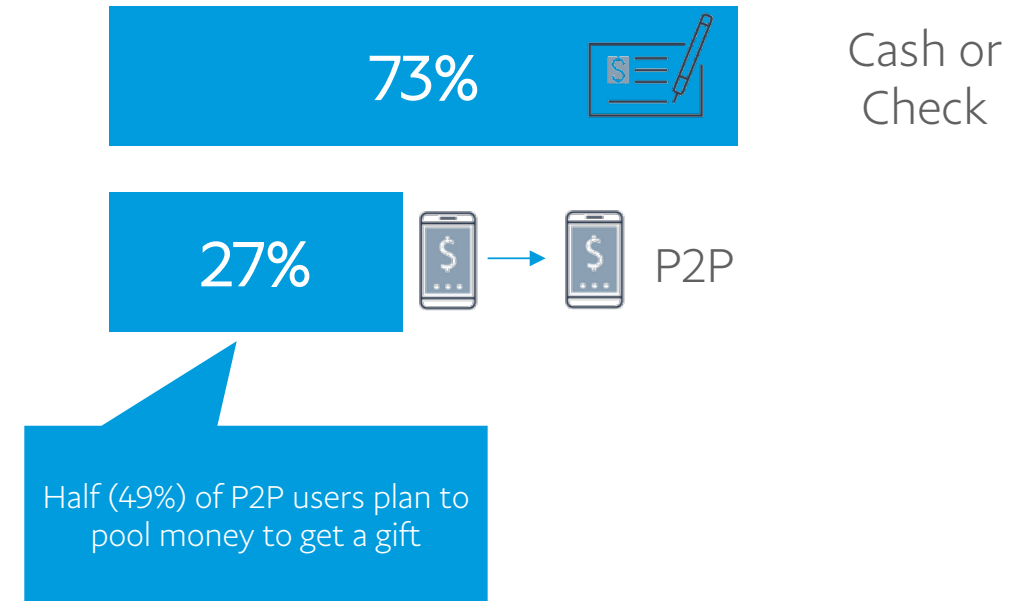 73%
$
Cash or
Check
27%
$
$
P2P
Half (49%) of P2P users plan to
pool money to get a gift